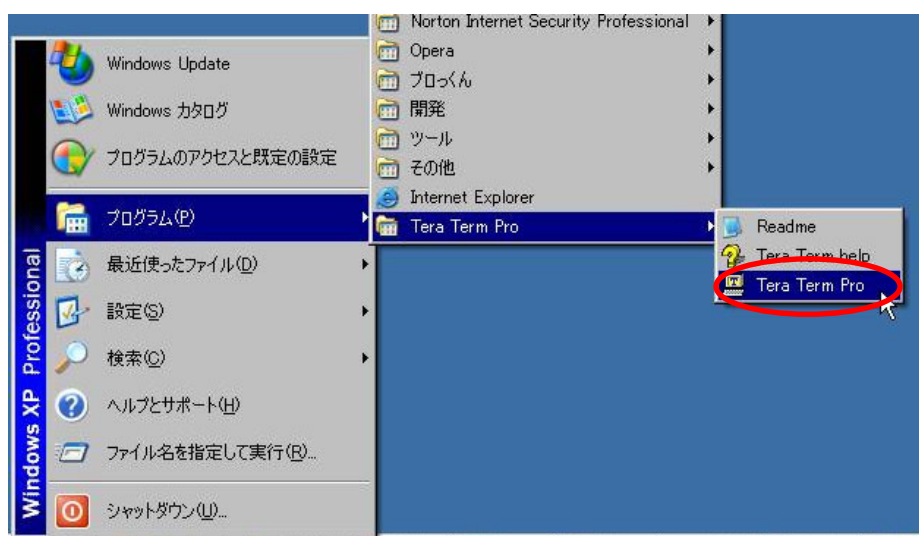 Windows XP Professional
Windows Update
Windows カタログ
プログラムのアクセスと既定の設定
プログラム(P)
最近使ったファイル(D)
設定(S)
検索(C)
ヘルプとサポート(H)
ファイル名を指定して実行(R)...
シャットダウン(U)...
Norton Internet Security Professional
Opera
ブロっくん
開発
ツール
その他
Internet Explorer
Tera Term Pro
Readme
Tera Term help
Tera Term Pro